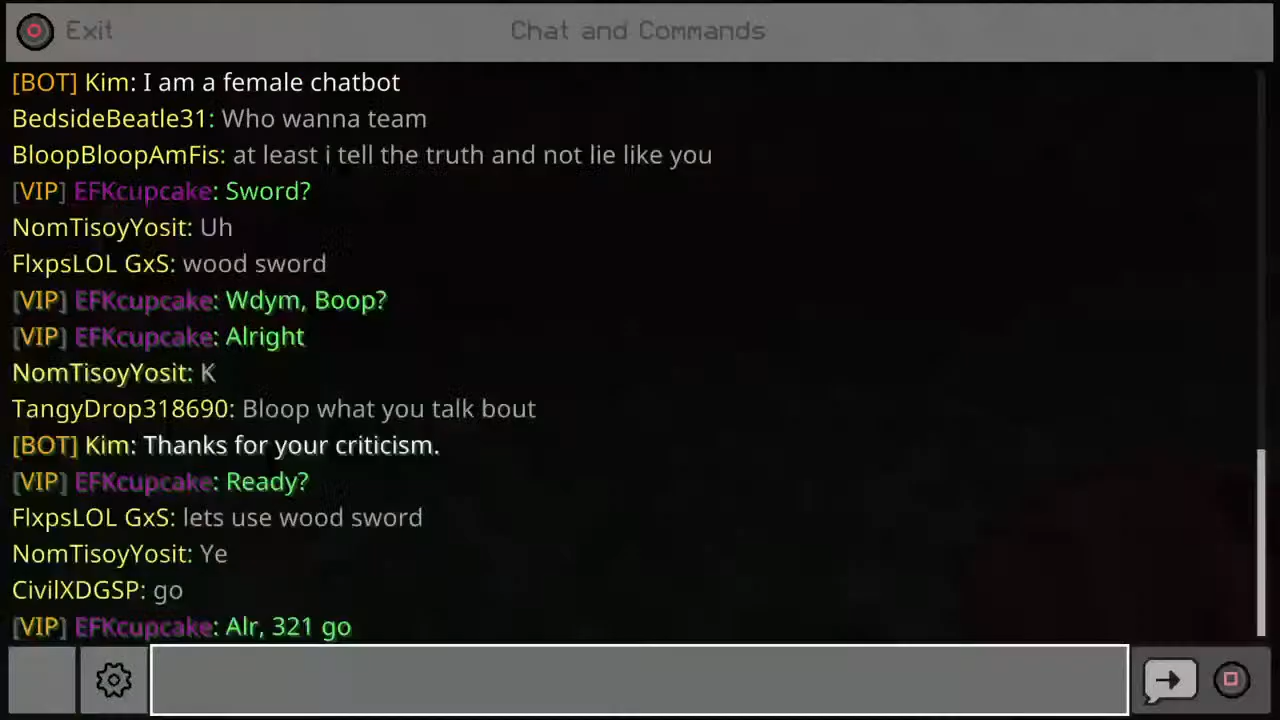 Exit
Chat and Commands
[BOT] Kim: I am a female chatbot
BedsideBeatle31: Who wanna team
BloopBloopAmFis: at least i tell the truth and not lie like you
[VIP] EFKcupcake: Sword?
NomTisoyYosit: Uh
FlxpsLOL GxS: wood sword
[VIP] EFKcupcake: Wdym, Boop?
[VIP] EFKcupcake: Alright
NomTisoyYosit: K
TangyDrop318690: Bloop what you talk bout
[BOT] Kim: Thanks for your criticism.
[VIP] EFKcupcake: Ready?
FlxpsLOL GxS: lets use wood sword
NomTisoyYosit: Ye
CivilXDGSP: go
[VIP] EFKcupcake: Alr, 321 go